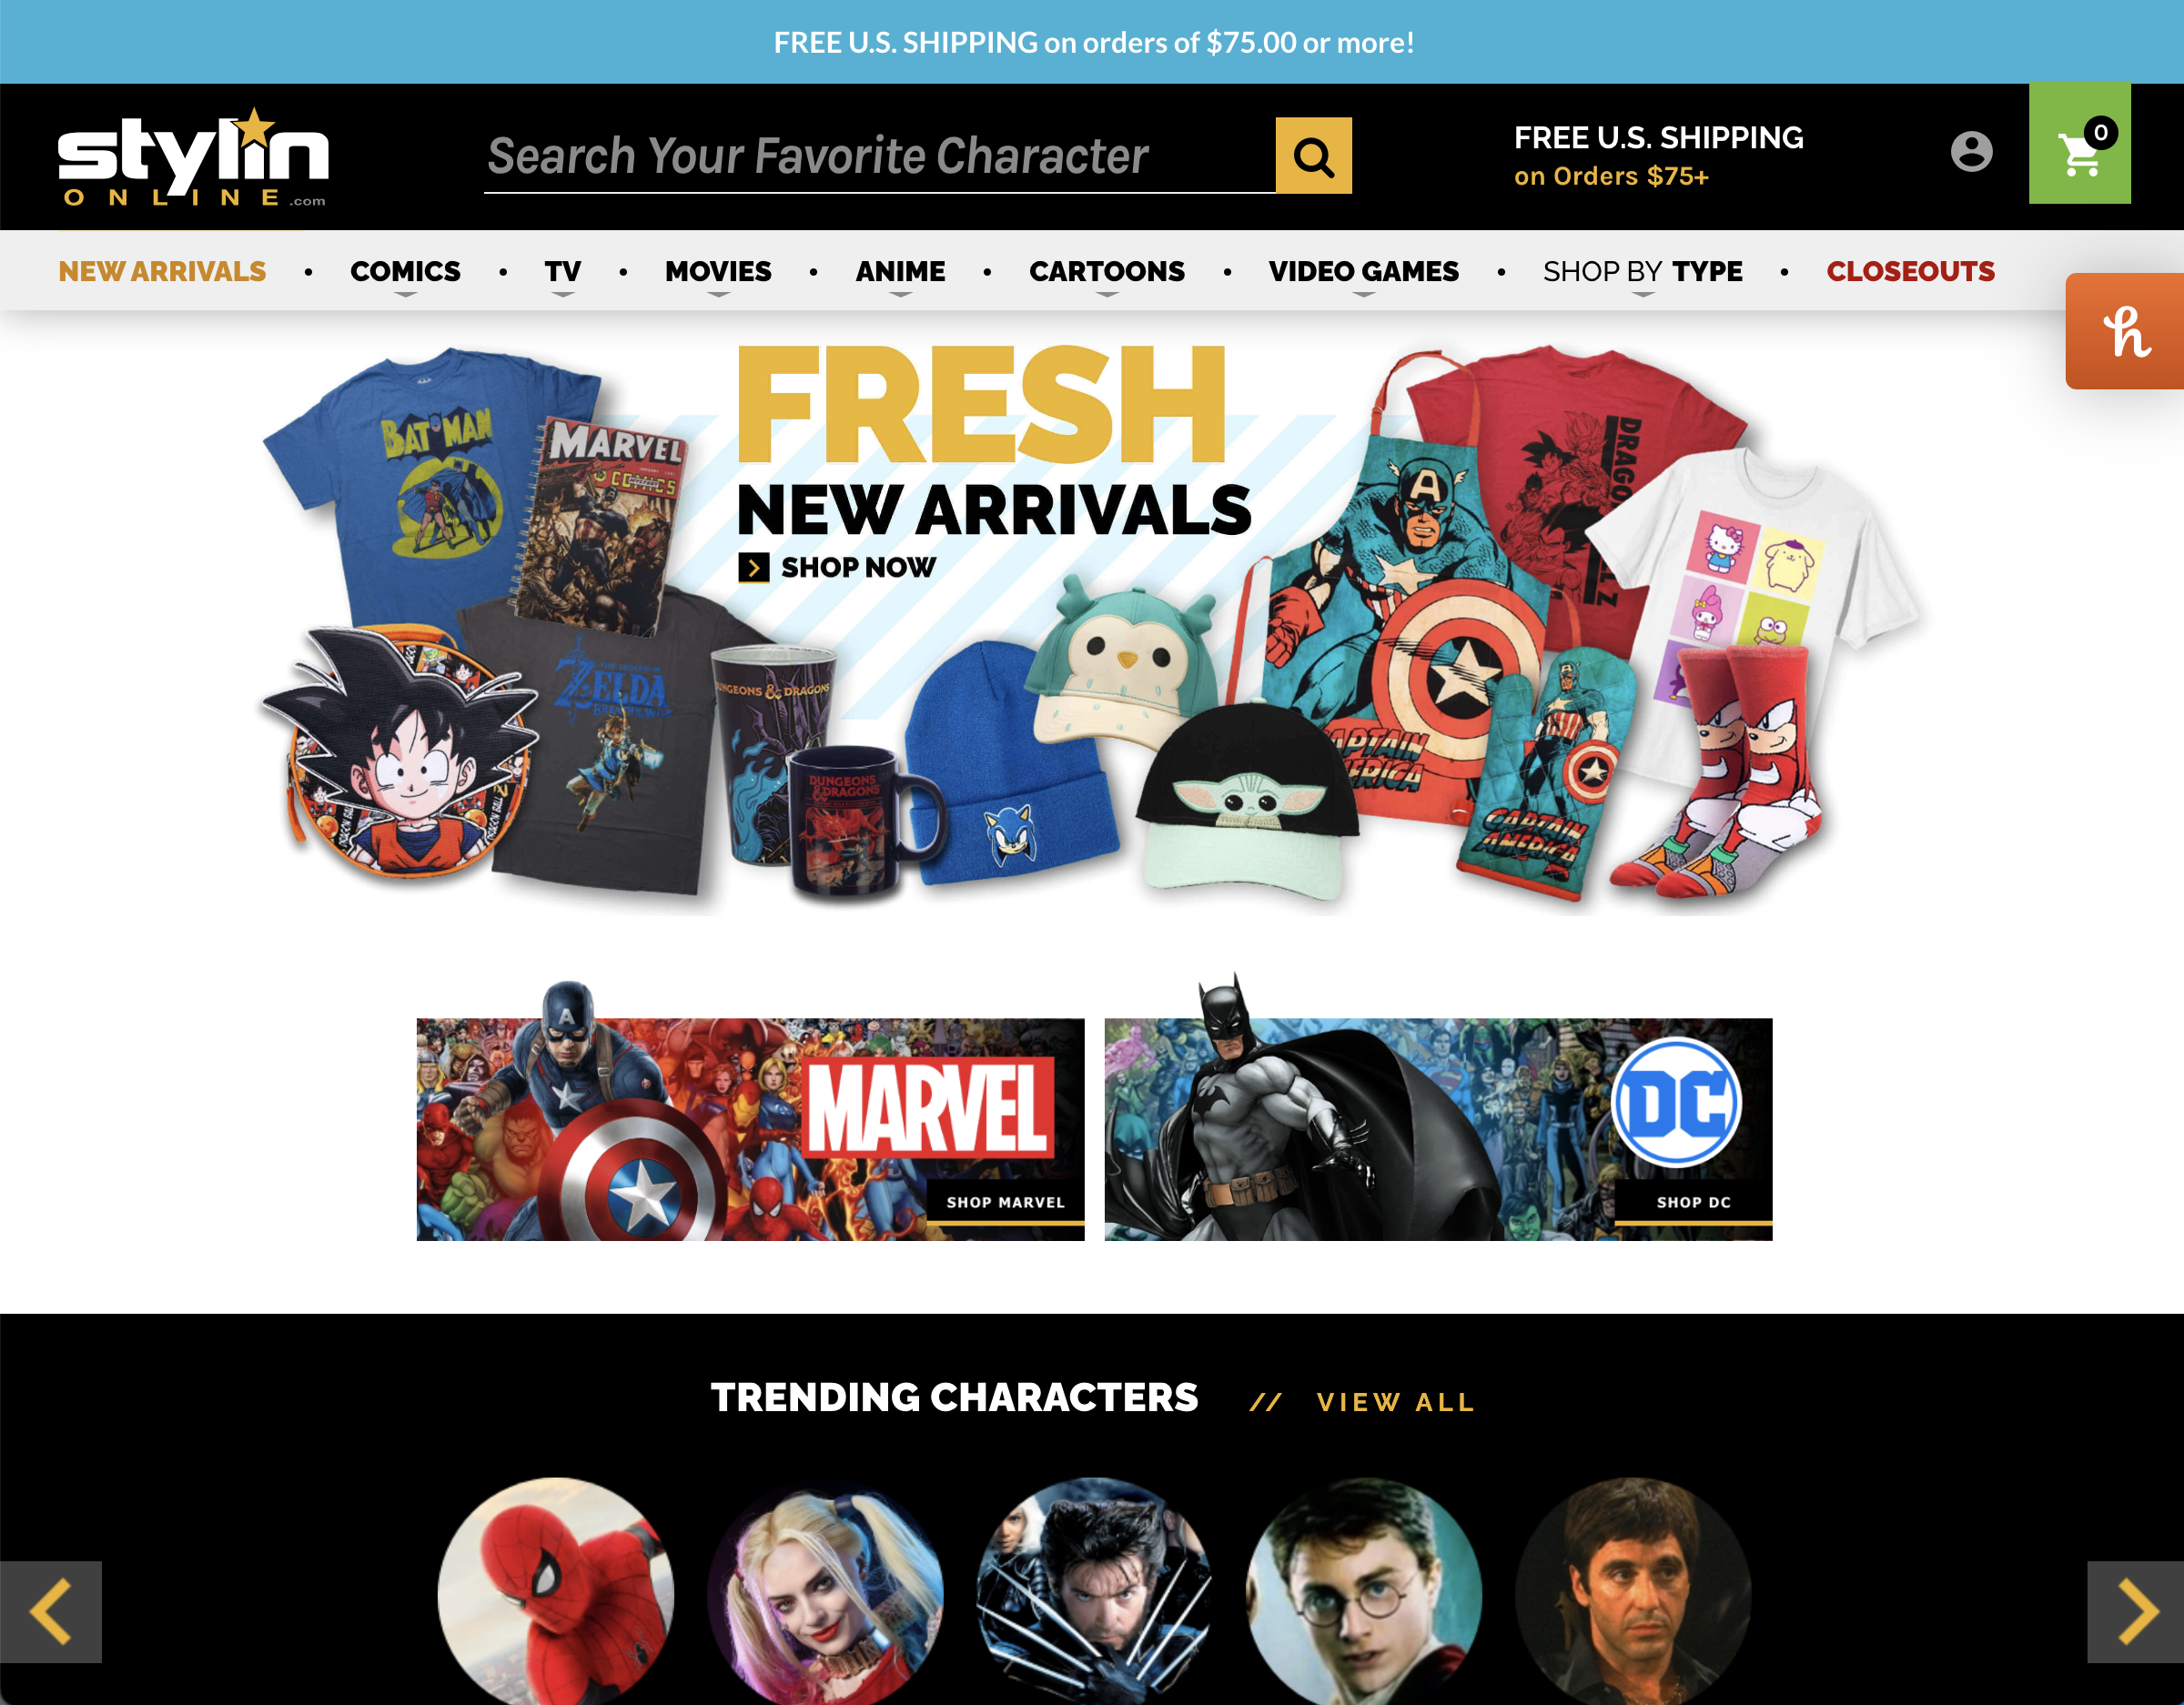 FREE U.S. SHIPPING on orders of $75.00 or more!
stylin
ONLINE.com
Search Your Favorite Character
FREE U.S. SHIPPING
on Orders $75+
0
NEW ARRIVALS • COMICS • TV • MOVIES • ANIME • CARTOONS • VIDEO GAMES • SHOP BY TYPE • CLOSEOUTS
h
FRESH
NEW ARRIVALS
SHOP NOW
BATMAN
MARVEL
COMICS
ZELDA
DUNGEONS & DRAGONS
DUNGEONS
& DRAGONS
A
CAPTAIN
AMERICA
CAPTAIN
AMERICA
A
MARVEL
SHOP MARVEL
DC
SHOP DC
TRENDING CHARACTERS // VIEW ALL